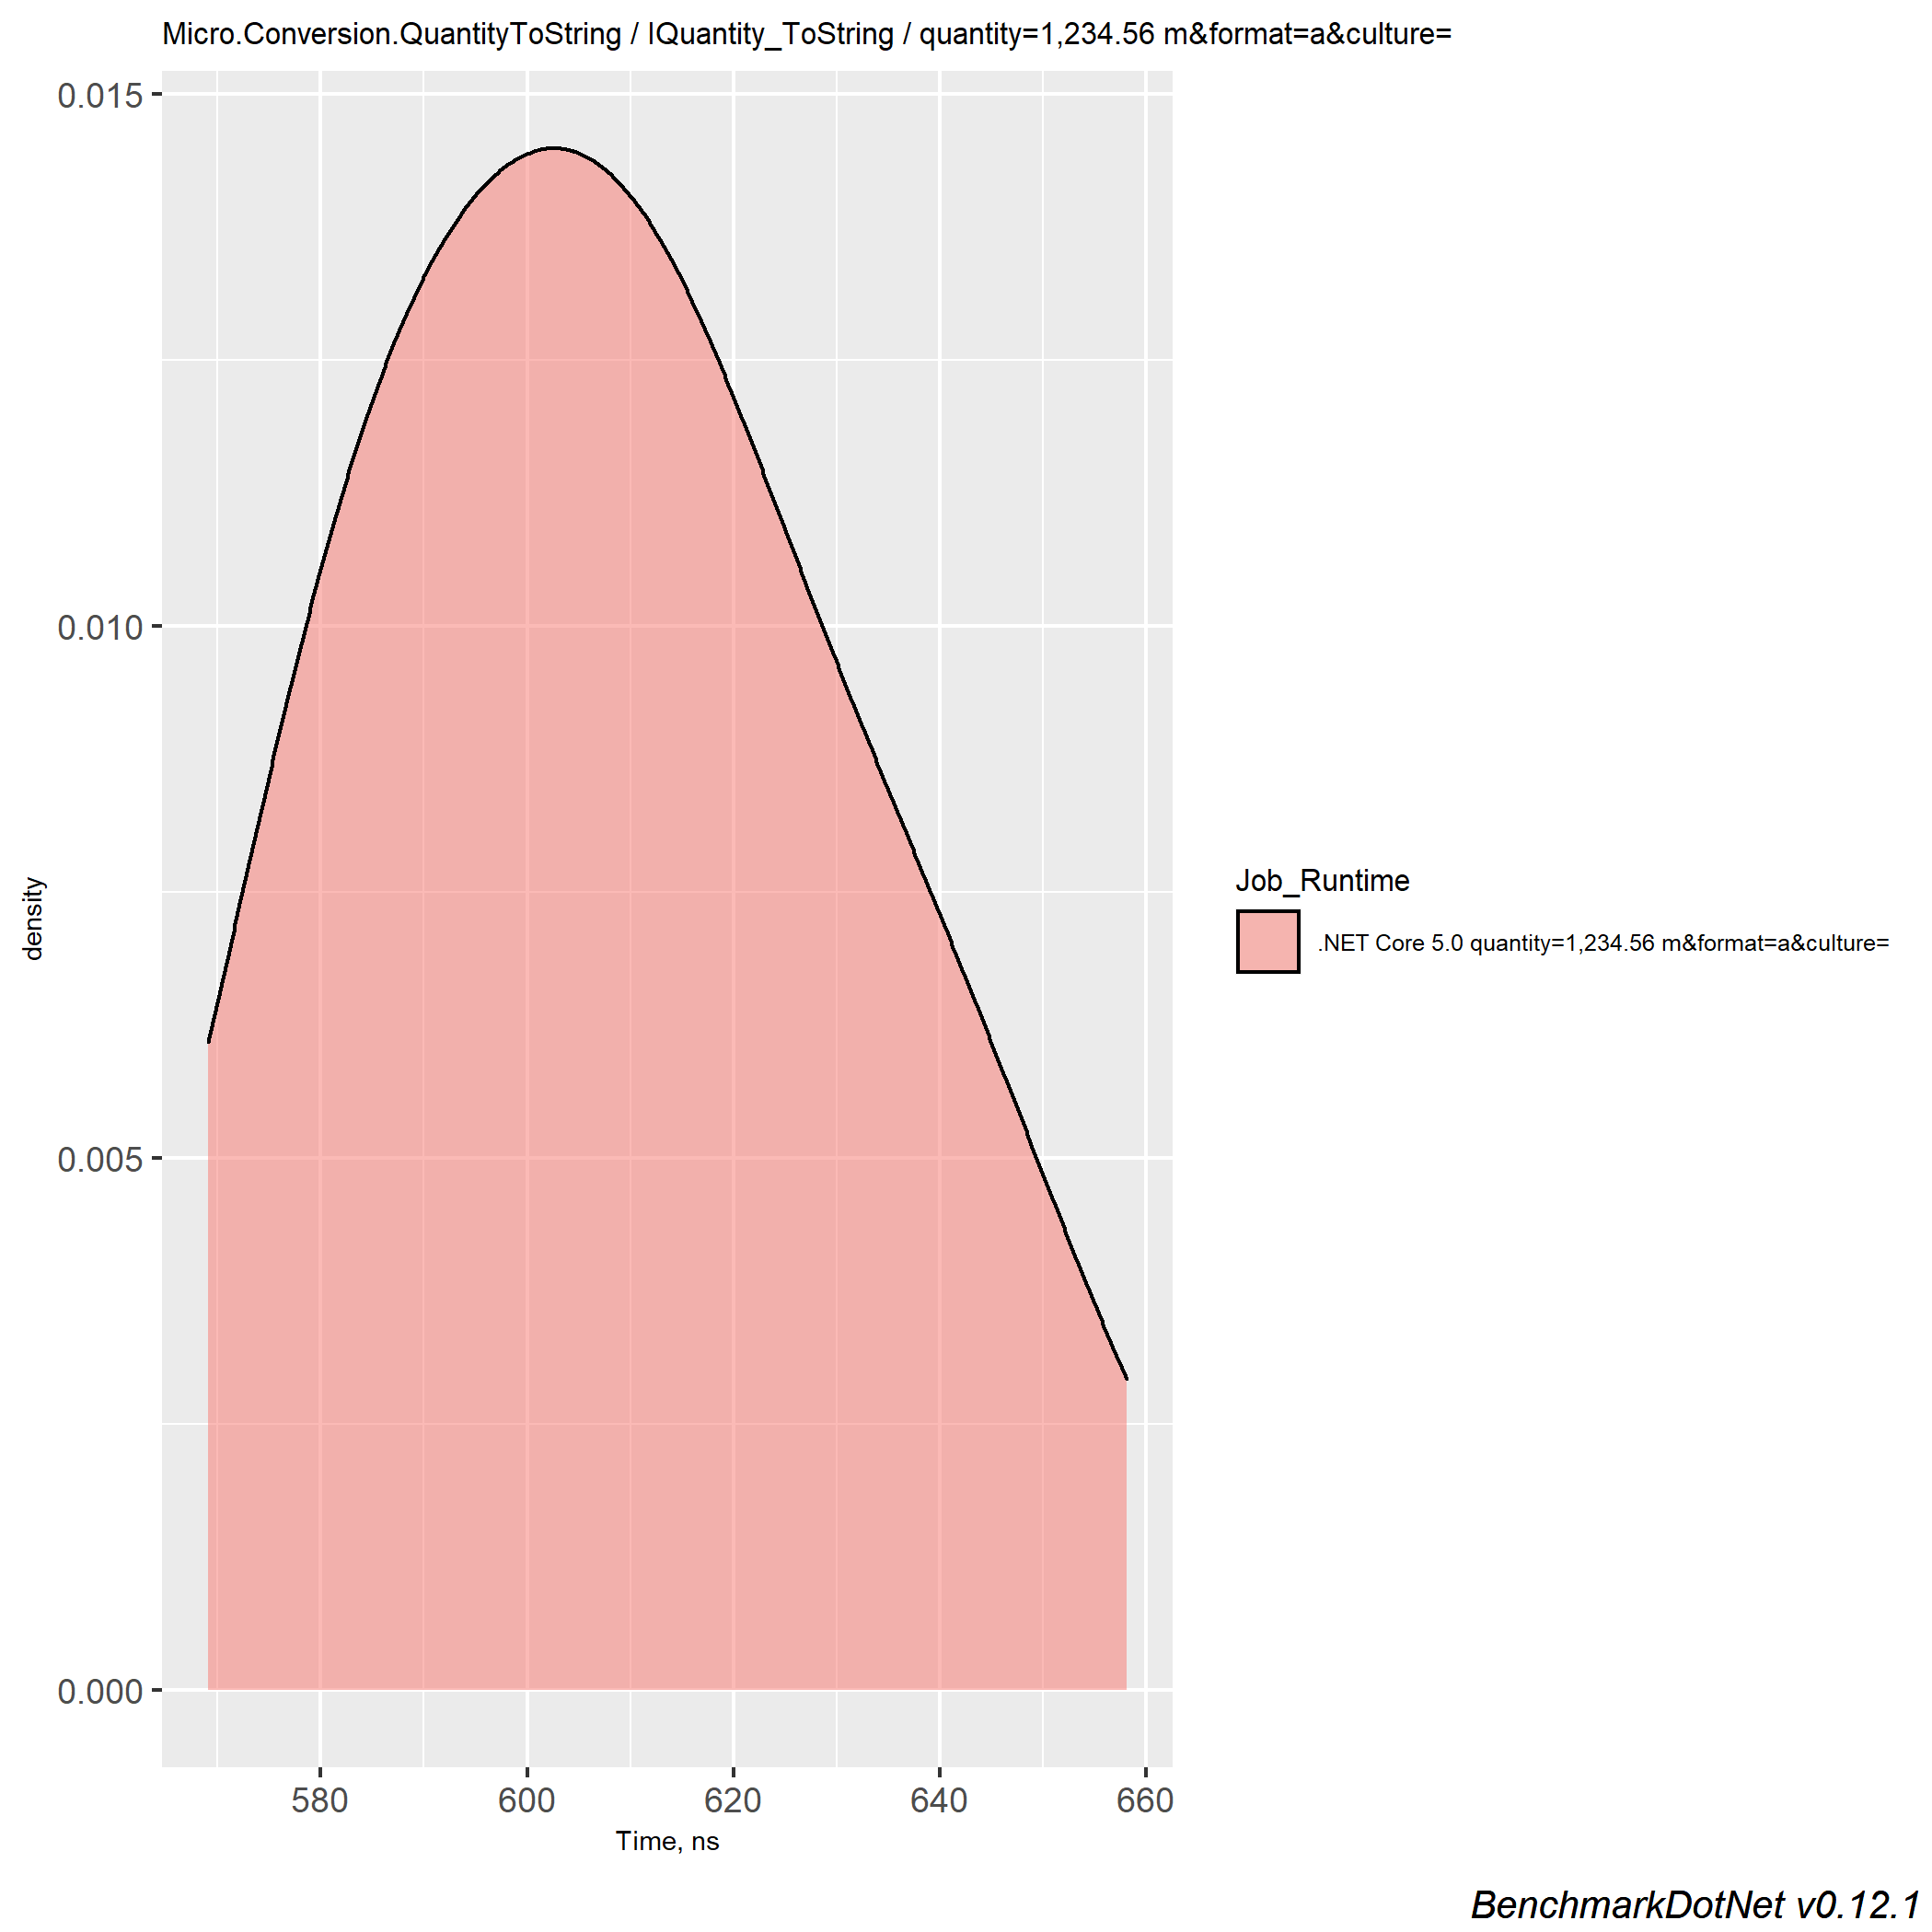 Micro.Conversion.QuantityToString / IQuantity_ToString / quantity=1,234.56 m&format=a&culture=
0.015
0.010
0.005
0.000
density
580 600 620 640 660
Time, ns
Job_Runtime
.NET Core 5.0 quantity=1,234.56 m&format=a&culture=
BenchmarkDotNet v0.12.1